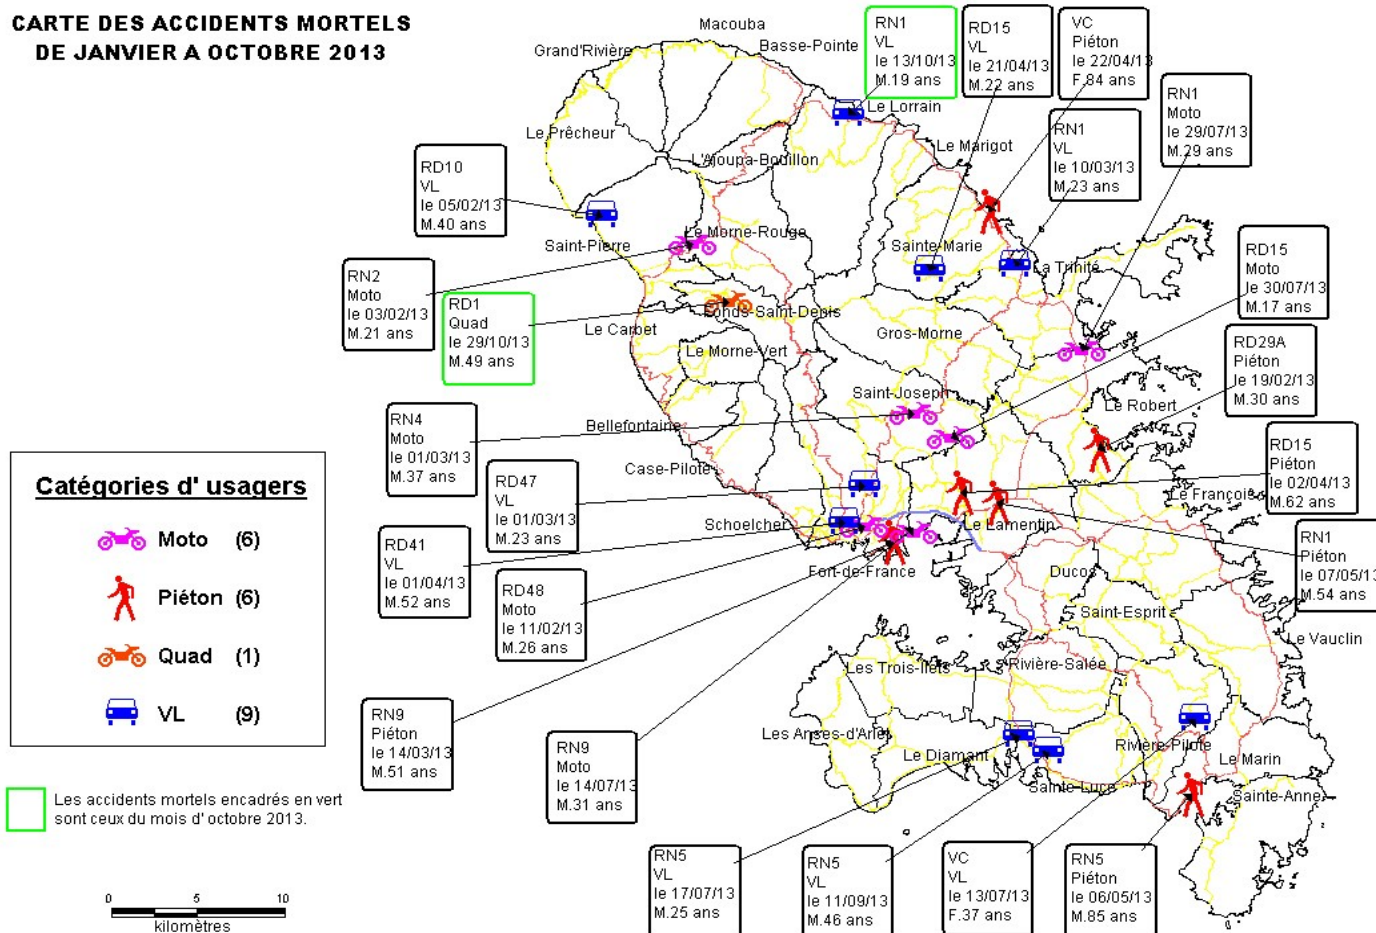 CARTE DES ACCIDENTS MORTELS
DE JANVIER A OCTOBRE 2013
Macouba
Grand'Rivière
Basse-Pointe
RN1
VL
le 13/10/13
M.19 ans
RD15
VL
le 21/04/13
M.22 ans
VC
Piéton
le 22/04/13
F.84 ans
RN1
Moto
le 29/07/13
M.29 ans
Le Lorrain
Le Prêcheur
L'Ajoupa-Bouillon
Le Marigot
RN1
VL
le 10/03/13
M.23 ans
RD10
VL
le 05/02/13
M.40 ans
Saint-Pierre
Le Morne-Rouge
Sainte-Marie
La Trinité
RD15
Moto
le 30/07/13
M.17 ans
RN2
Moto
le 03/02/13
M.21 ans
RD1
Quad
le 29/10/13
M.49 ans
Fonds-Saint-Denis
Le Carbet
Gros-Morne
Le Morne-Vert
RD29A
Piéton
le 19/02/13
M.30 ans
Saint-Joseph
Le Robert
Bellefontaine
RN4
Moto
le 01/03/13
M.37 ans
Case-Pilote
RD47
VL
le 01/03/13
M.23 ans
RD15
Piéton
le 02/04/13
M.62 ans
Le François
Schoelcher
Le Lamentin
RD41
VL
le 01/04/13
M.52 ans
RN1
Piéton
le 07/05/13
M.54 ans
Fort-de-France
Ducos
RD48
Moto
le 11/02/13
M.26 ans
Saint-Esprit
Le Vauclin
Les Trois-Ilets
Rivière-Salée
RN9
Piéton
le 14/03/13
M.51 ans
RN9
Moto
le 14/07/13
M.31 ans
Les Anses-d'Arlet
Le Diamant
Rivière-Pilote
Le Marin
Sainte-Luce
Sainte-Anne
RN5
VL
le 17/07/13
M.25 ans
RN5
VL
le 11/09/13
M.46 ans
VC
VL
le 13/07/13
F.37 ans
RN5
Piéton
le 06/05/13
M.85 ans
Catégories d' usagers
Moto (6)
Piéton (6)
Quad (1)
VL (9)
Les accidents mortels encadrés en vert
sont ceux du mois d' octobre 2013.
0 5 10
kilomètres